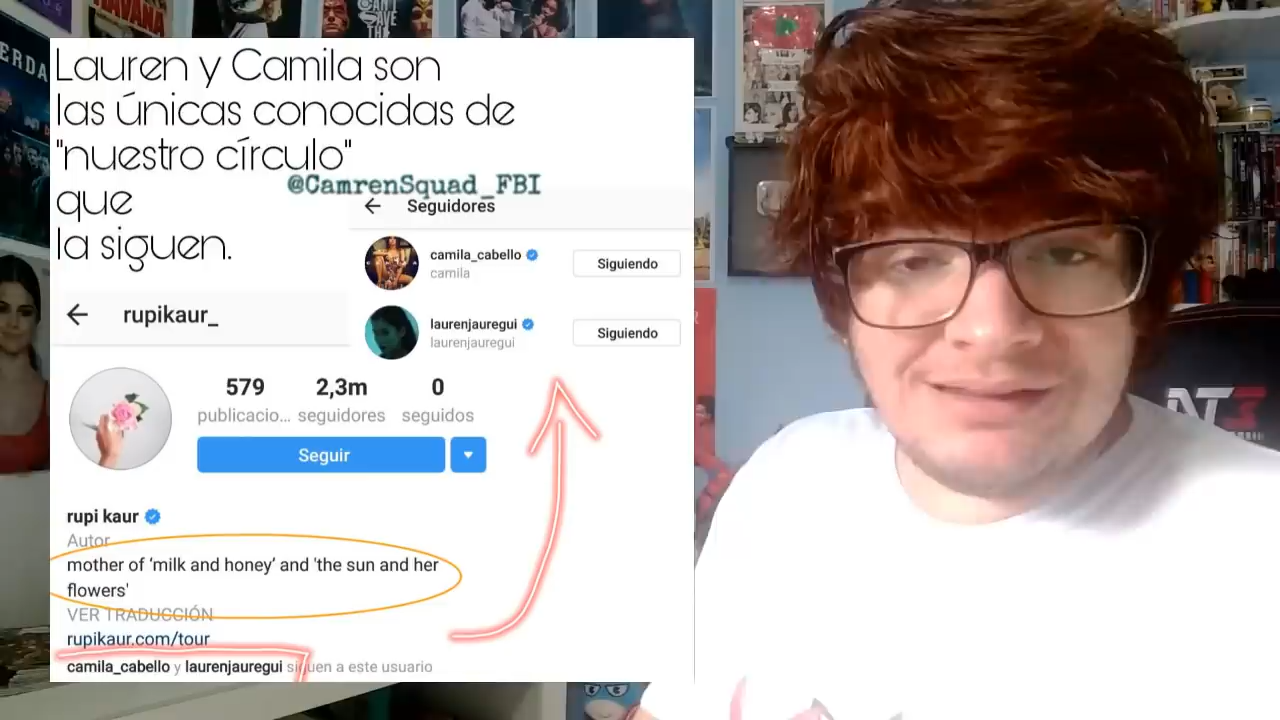 Lauren y Camila son
las únicas conocidas de
"nuestro círculo"
que
la siguen.
@CamrenSquad_FBI
Seguidores
camila_cabello
camila
Siguiendo
laurenjauregui
laurenjauregui
Siguiendo
rupikaur_
579
2,3m
0
publicacio...
seguidores
seguidos
Seguir
rupi kaur
Autor
mother of ‘milk and honey’ and 'the sun and her
flowers'
VER TRADUCCIÓN
rupikaur.com/tour
camila_cabello y laurenjauregui siguen a este usuario
HAVANA